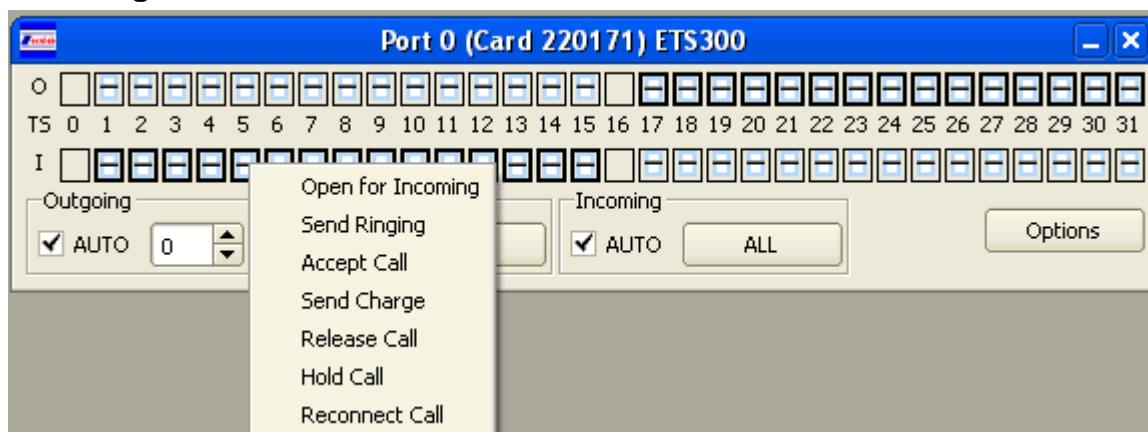 Port 0 (Card 220171) ETS300
O
TS 0 1 2 3 4 5 6 7 8 9 10 11 12 13 14 15 16 17 18 19 20 21 22 23 24 25 26 27 28 29 30 31
I
Outgoing
AUTO 0
Open for Incoming
Send Ringing
Accept Call
Send Charge
Release Call
Hold Call
Reconnect Call
Incoming
AUTO ALL
Options